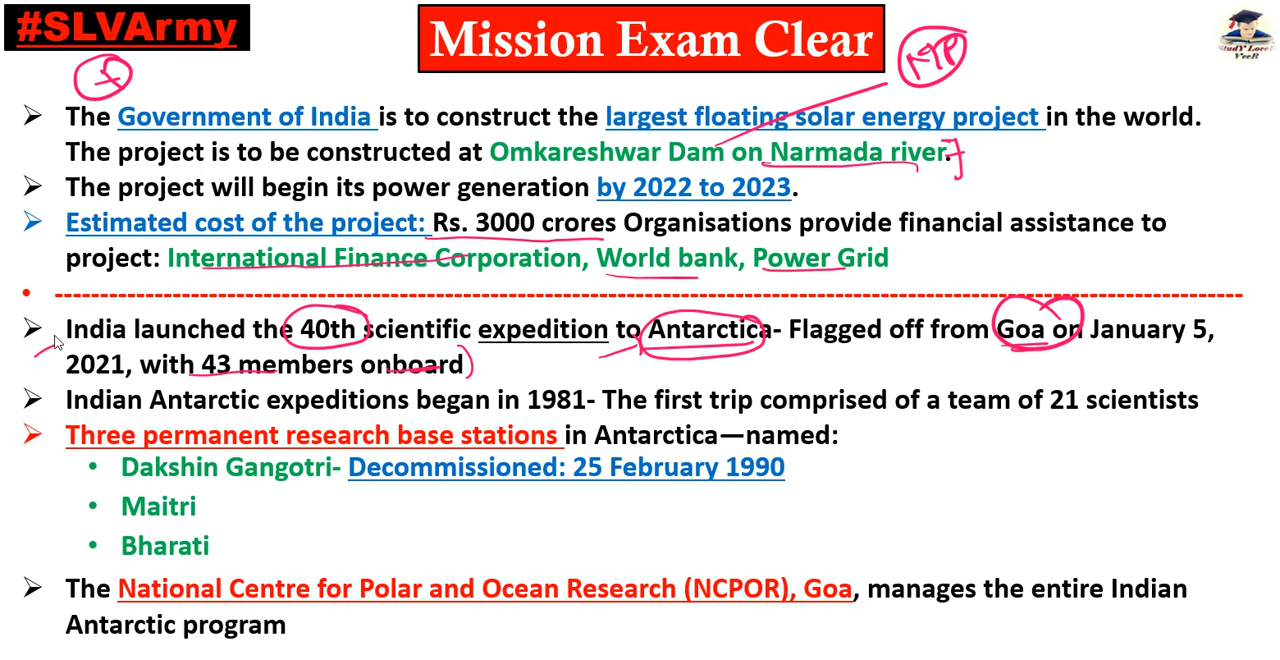 #SLVArmy
Mission Exam Clear
StudY LoveR
VeeR
MP
The Government of India is to construct the largest floating solar energy project in the world.
The project is to be constructed at Omkareshwar Dam on Narmada river.
The project will begin its power generation by 2022 to 2023.
Estimated cost of the project: Rs. 3000 crores Organisations provide financial assistance to
project: International Finance Corporation, World bank, Power Grid
India launched the 40th scientific expedition to Antarctica- Flagged off from Goa on January 5,
2021, with 43 members onboard
Indian Antarctic expeditions began in 1981- The first trip comprised of a team of 21 scientists
Three permanent research base stations in Antarctica—named:
Dakshin Gangotri- Decommissioned: 25 February 1990
Maitri
Bharati
The National Centre for Polar and Ocean Research (NCPOR), Goa, manages the entire Indian
Antarctic program